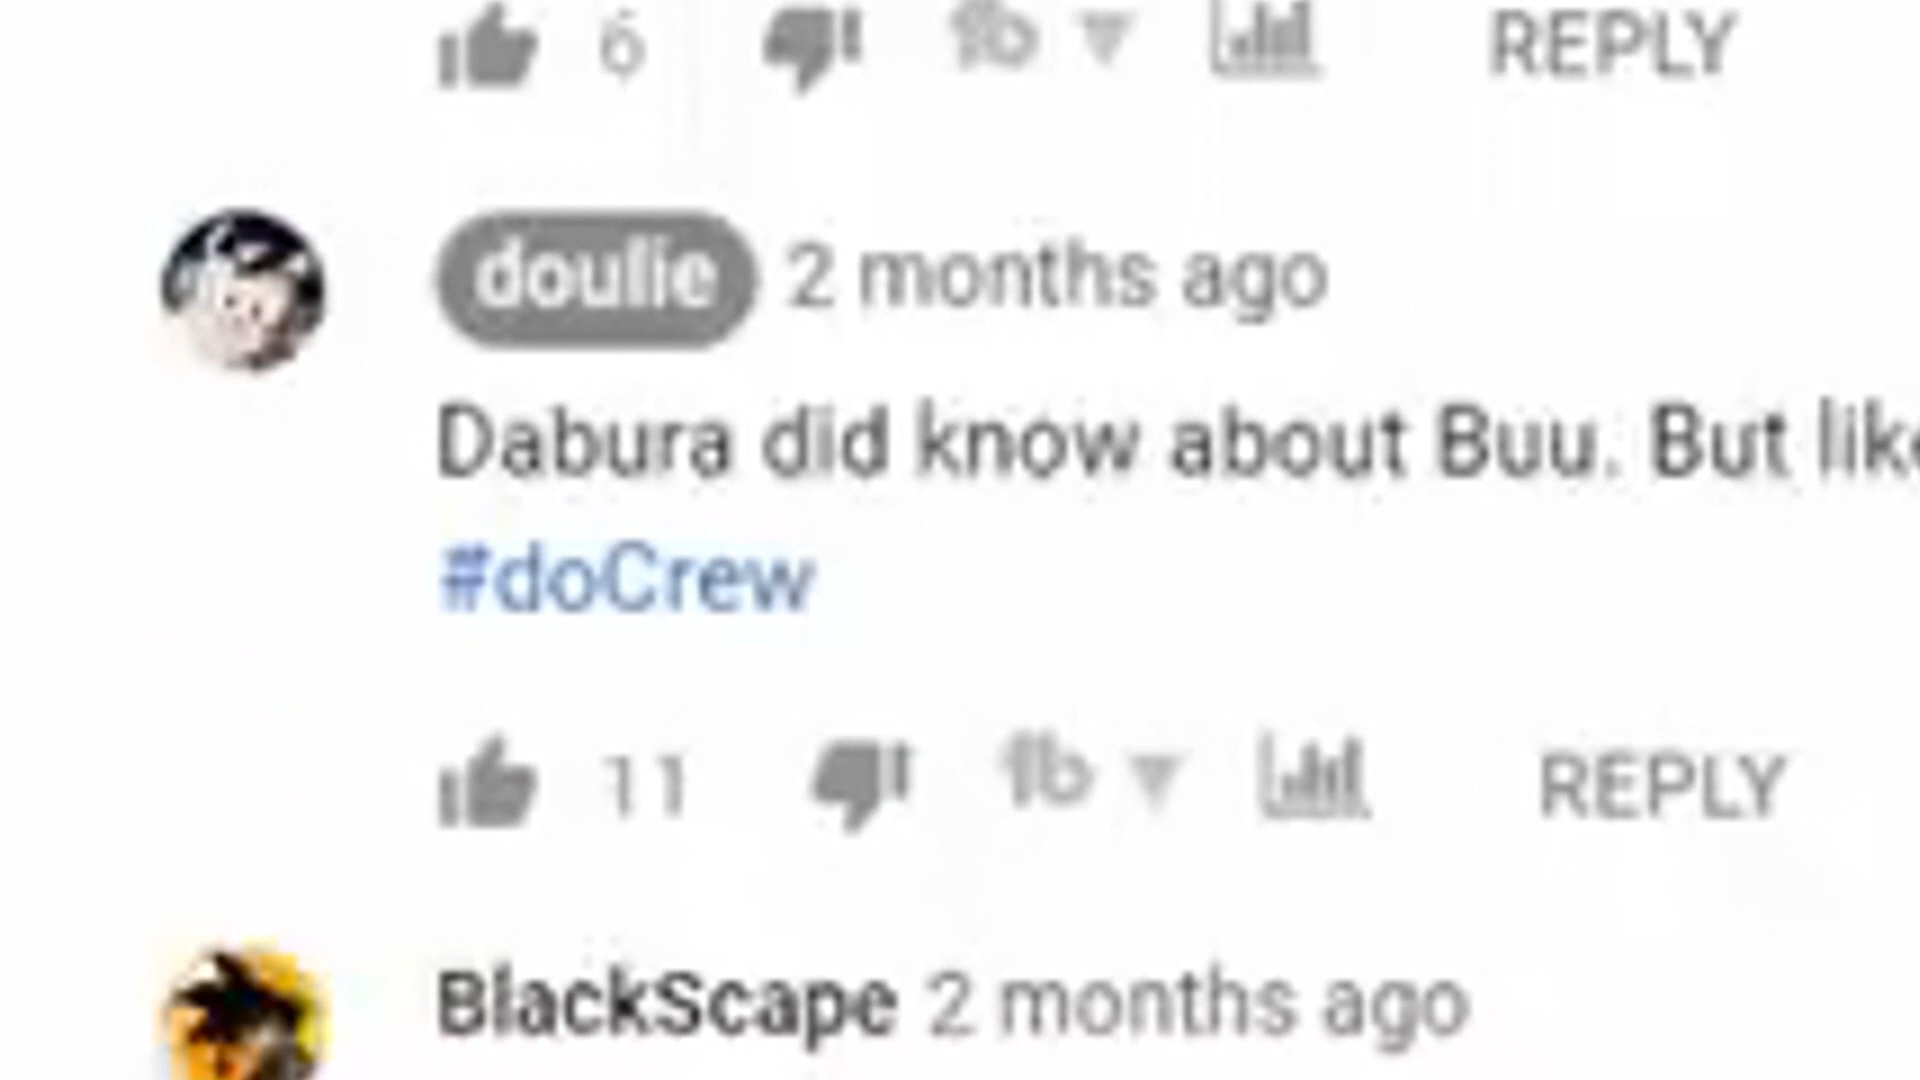 6 REPLY
doulie 2 months ago
Dabura did know about Buu. But like
#doCrew
11 REPLY
BlackScape 2 months ago